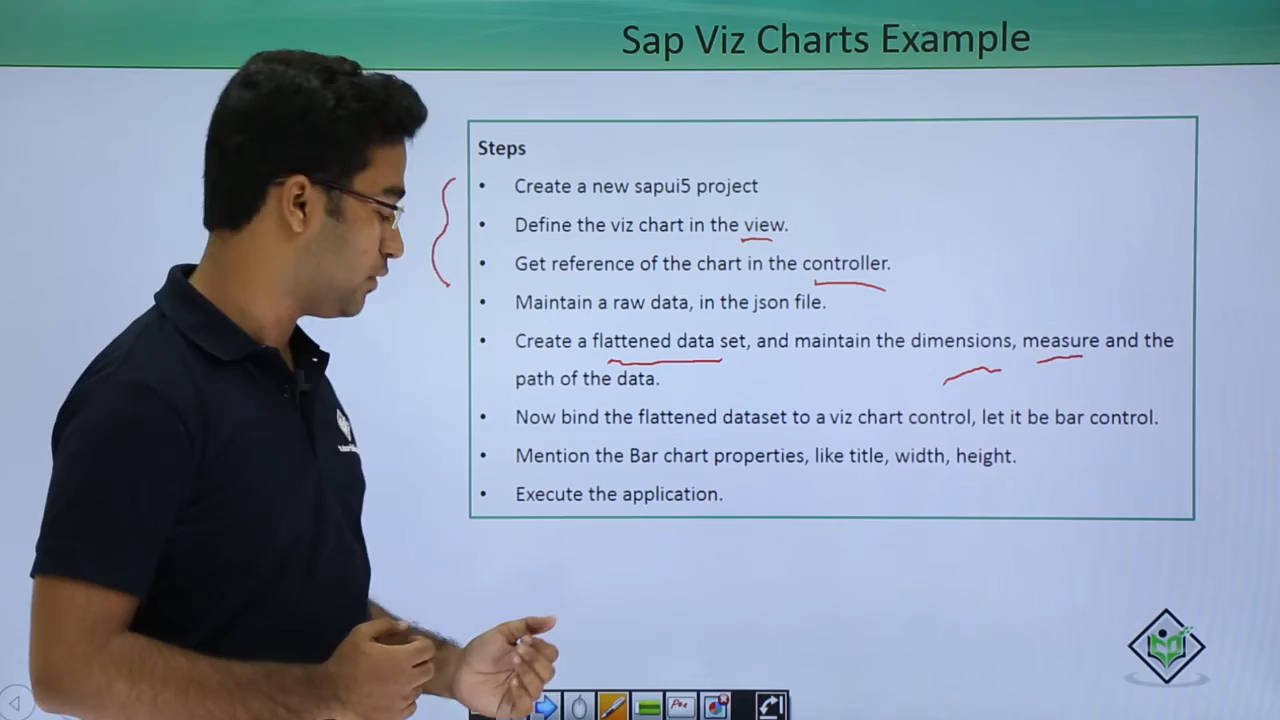 Sap Viz Charts Example
Steps
• Create a new sapui5 project
• Define the viz chart in the view.
• Get reference of the chart in the controller.
• Maintain a raw data, in the json file.
• Create a flattened data set, and maintain the dimensions, measure and the
path of the data.
• Now bind the flattened dataset to a viz chart control, let it be bar control.
• Mention the Bar chart properties, like title, width, height.
• Execute the application.